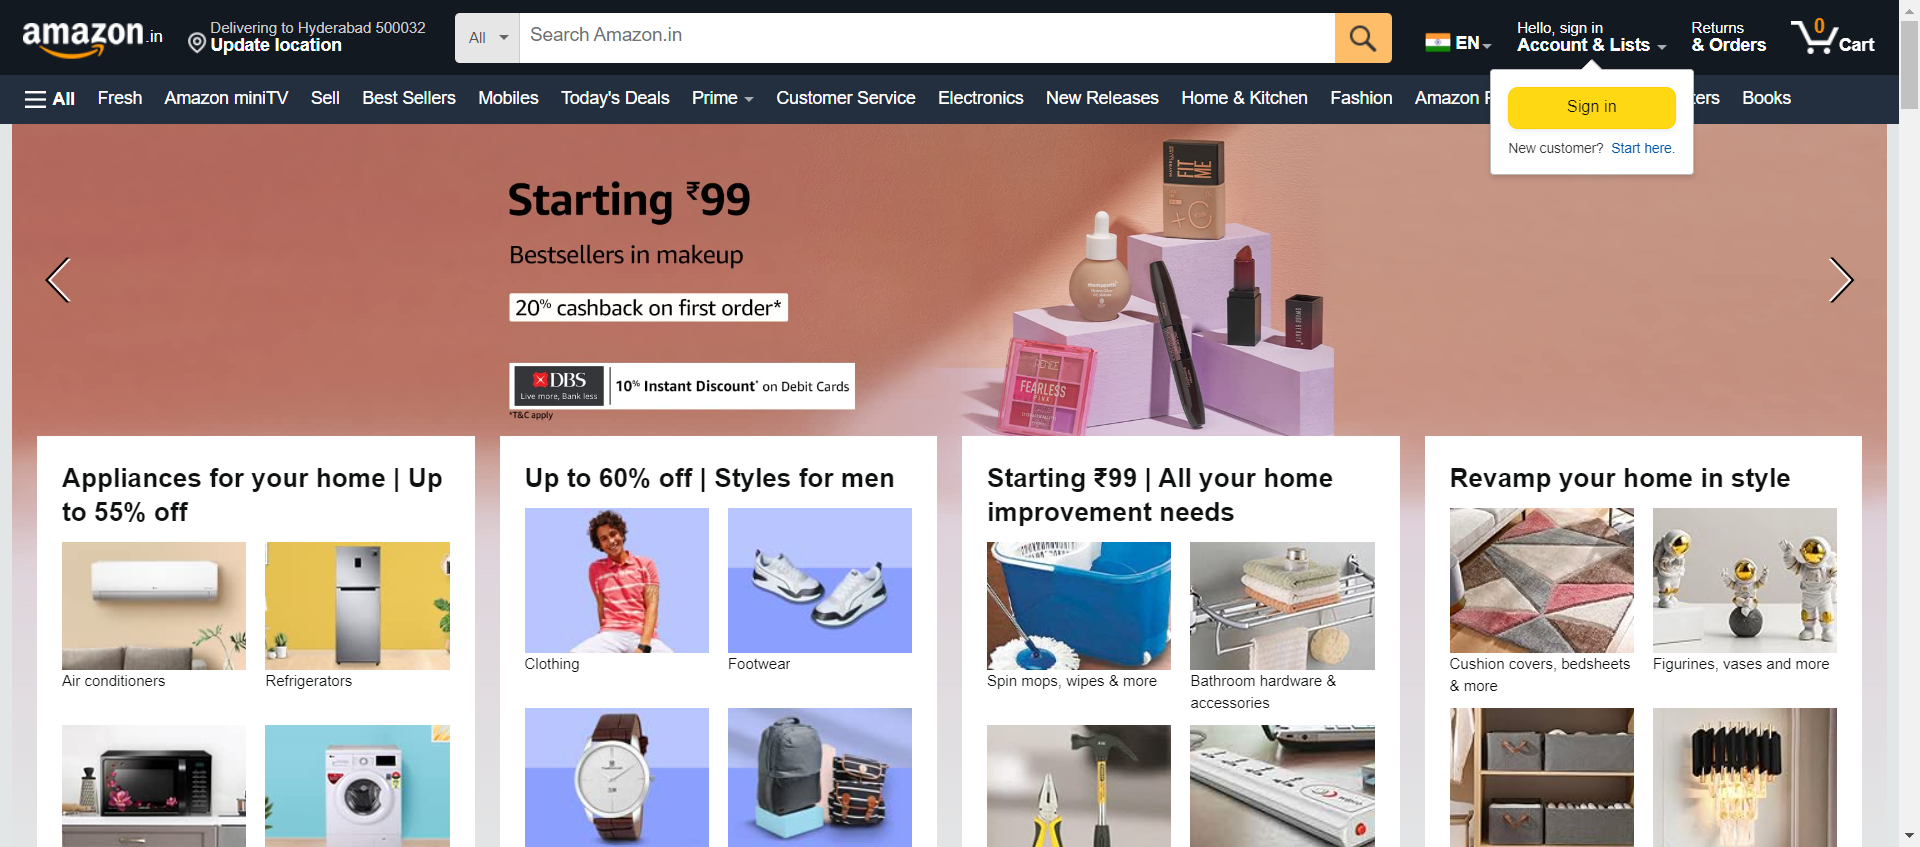 amazon.in
Delivering to Hyderabad 500032
Update location
All
Search Amazon.in
EN
Hello, sign in
Account & Lists
Returns
& Orders
0
Cart
All
Fresh
Amazon miniTV
Sell
Best Sellers
Mobiles
Today's Deals
Prime
Customer Service
Electronics
New Releases
Home & Kitchen
Fashion
Amazon
Books
Sign in
New customer? Start here.
Starting ₹99
Bestsellers in makeup
20% cashback on first order*
DBS
Live more, Bank less
10% Instant Discount* on Debit Cards
*T&C apply
MAYBELLINE
FIT
ME
+C
RENEE
FEARLESS
PINK
Appliances for your home | Up
to 55% off
Air conditioners
Refrigerators
Up to 60% off | Styles for men
Clothing
Footwear
Starting ₹99 | All your home
improvement needs
Spin mops, wipes & more
Bathroom hardware &
accessories
Revamp your home in style
Cushion covers, bedsheets
& more
Figurines, vases and more